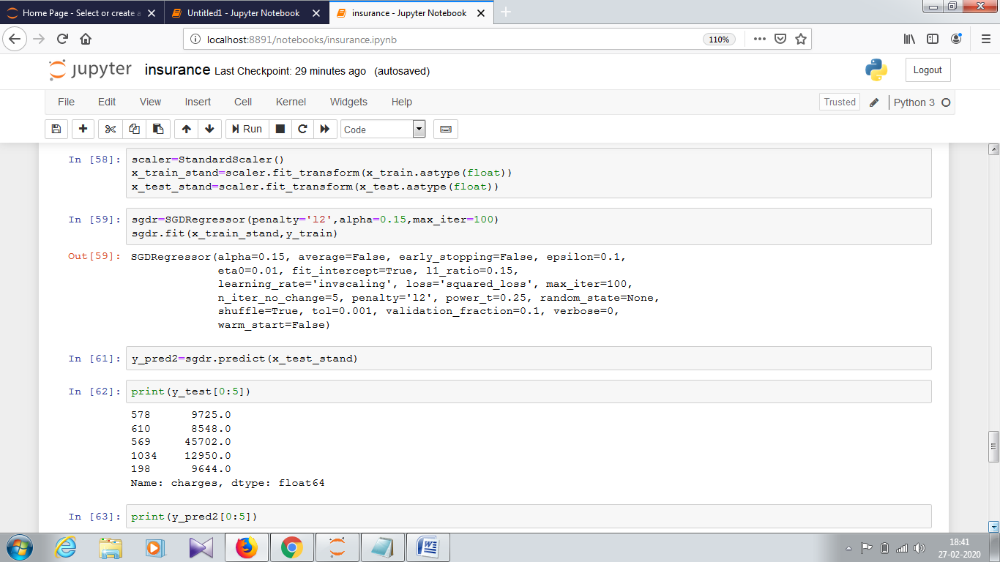 Home Page - Select or create a
Untitled1 - Jupyter Notebook
insurance - Jupyter Notebook
localhost:8891/notebooks/insurance.ipynb
110%
jupyter insurance Last Checkpoint: 29 minutes ago (autosaved)
Logout
File Edit View Insert Cell Kernel Widgets Help
Trusted
Python 3
Run
Code
In [58]: scaler=StandardScaler()
x_train_stand=scaler.fit_transform(x_train.astype(float))
x_test_stand=scaler.fit_transform(x_test.astype(float))
In [59]: sgdr=SGDRegressor(penalty='l2',alpha=0.15,max_iter=100)
sgdr.fit(x_train_stand,y_train)
Out[59]: SGDRegressor(alpha=0.15, average=False, early_stopping=False, epsilon=0.1,
eta0=0.01, fit_intercept=True, l1_ratio=0.15,
learning_rate='invscaling', loss='squared_loss', max_iter=100,
n_iter_no_change=5, penalty='l2', power_t=0.25, random_state=None,
shuffle=True, tol=0.001, validation_fraction=0.1, verbose=0,
warm_start=False)
In [61]: y_pred2=sgdr.predict(x_test_stand)
In [62]: print(y_test[0:5])
578 9725.0
610 8548.0
569 45702.0
1034 12950.0
198 9644.0
Name: charges, dtype: float64
In [63]: print(y_pred2[0:5])
18:41
27-02-2020